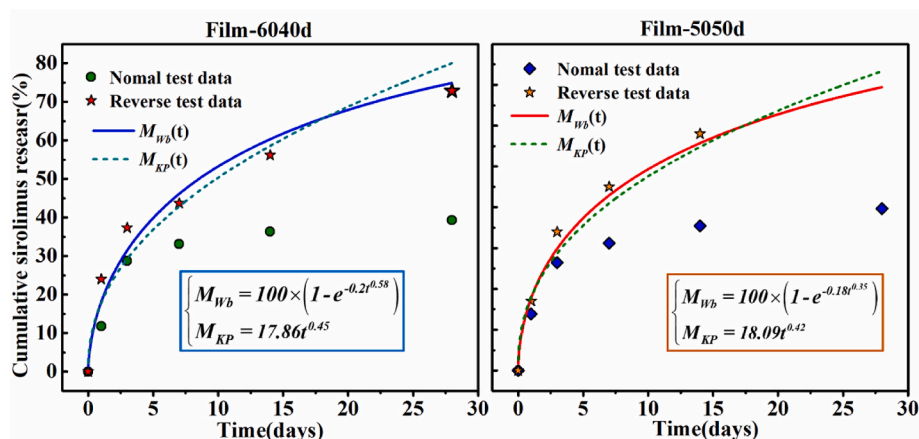 Film-6040d
Film-5050d
Cumulative sirolimus reseasr(%)
80
70
60
50
40
30
20
10
0
Nomal test data
Reverse test data
M_Wb(t)
M_KP(t)
M_Wb = 100×(1-e^{-0.2t^{0.58}})
M_KP = 17.86t^{0.45}
0 5 10 15 20 25 30
Time(days)
Nomal test data
Reverse test data
M_Wb(t)
M_KP(t)
M_Wb = 100×(1-e^{-0.18t^{0.35}})
M_KP = 18.09t^{0.42}
0 5 10 15 20 25 30
Time(days)